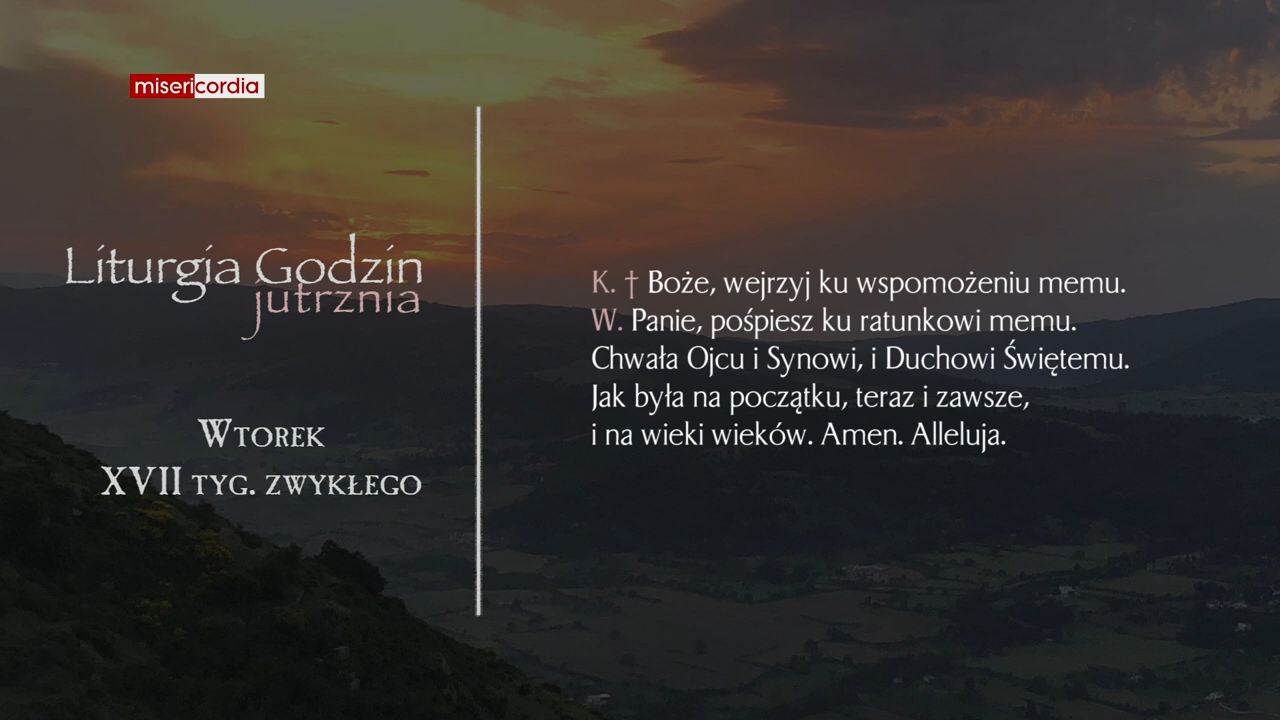 misericordia
Liturgia Godzin
jutrznia
Wtorek
XVII tyg. zwykłego
K. † Boże, wejrzyj ku wspomożeniu memu.
W. Panie, pośpiesz ku ratunkowi memu.
Chwała Ojcu i Synowi, i Duchowi Świętemu.
Jak była na początku, teraz i zawsze,
i na wieki wieków. Amen. Alleluja.